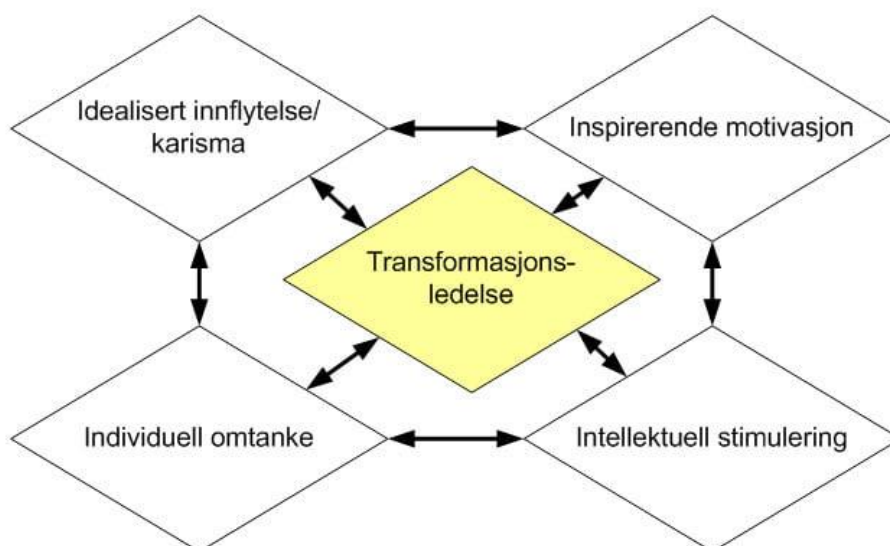 Idealisert innflytelse/
karisma
Inspirerende motivasjon
Transformasjons-
ledelse
Individuell omtanke
Intellektuell stimulering